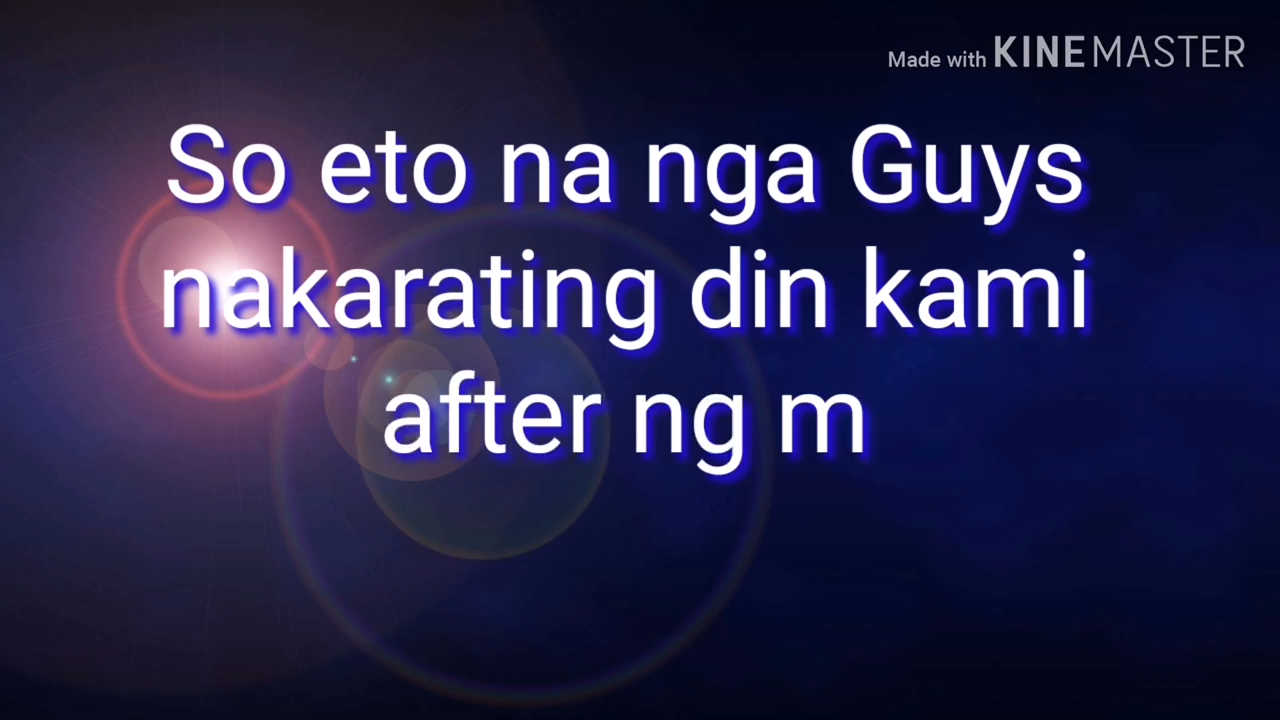 Made with KINEMASTER
So eto na nga Guys
nakarating din kami
after ng m